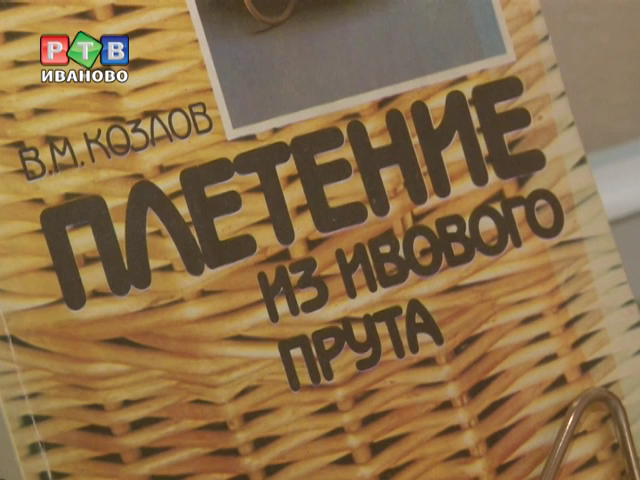 РТВ
ИВАНОВО
В.М. КОЗЛОВ
ПЛЕТЕНИЕ
ИЗ ИВОВОГО
ПРУТА